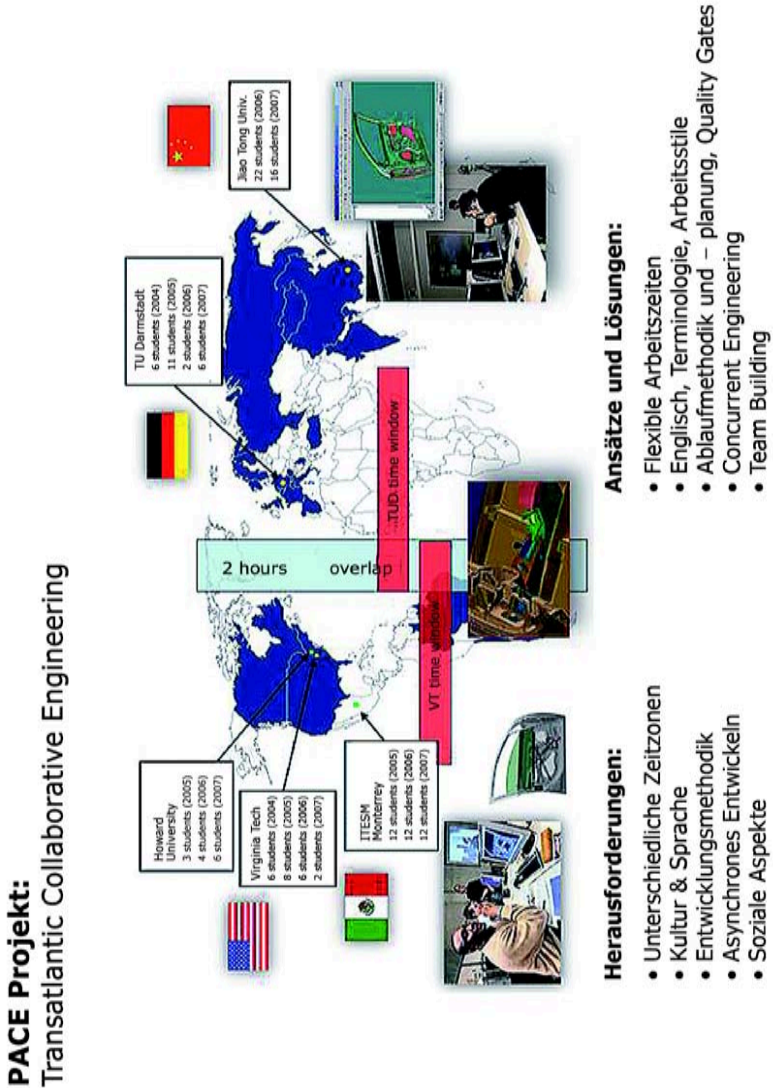 PACE Projekt:
Transatlantic Collaborative Engineering
Howard
University
3 students (2005)
4 students (2006)
6 students (2007)
Virginia Tech
6 students (2004)
8 students (2005)
6 students (2006)
2 students (2007)
ITESM
Monterrey
12 students (2005)
12 students (2006)
12 students (2007)
TU Darmstadt
6 students (2004)
11 students (2005)
2 students (2006)
6 students (2007)
Jiao Tong Univ.
22 students (2006)
16 students (2007)
2 hours overlap
TUD time window
VT time window
Herausforderungen:
• Unterschiedliche Zeitzonen
• Kultur & Sprache
• Entwicklungsmethodik
• Asynchrones Entwickeln
• Soziale Aspekte
Ansätze und Lösungen:
• Flexible Arbeitszeiten
• Englisch, Terminologie, Arbeitsstile
• Ablaufmethodik und – planung, Quality Gates
• Concurrent Engineering
• Team Building